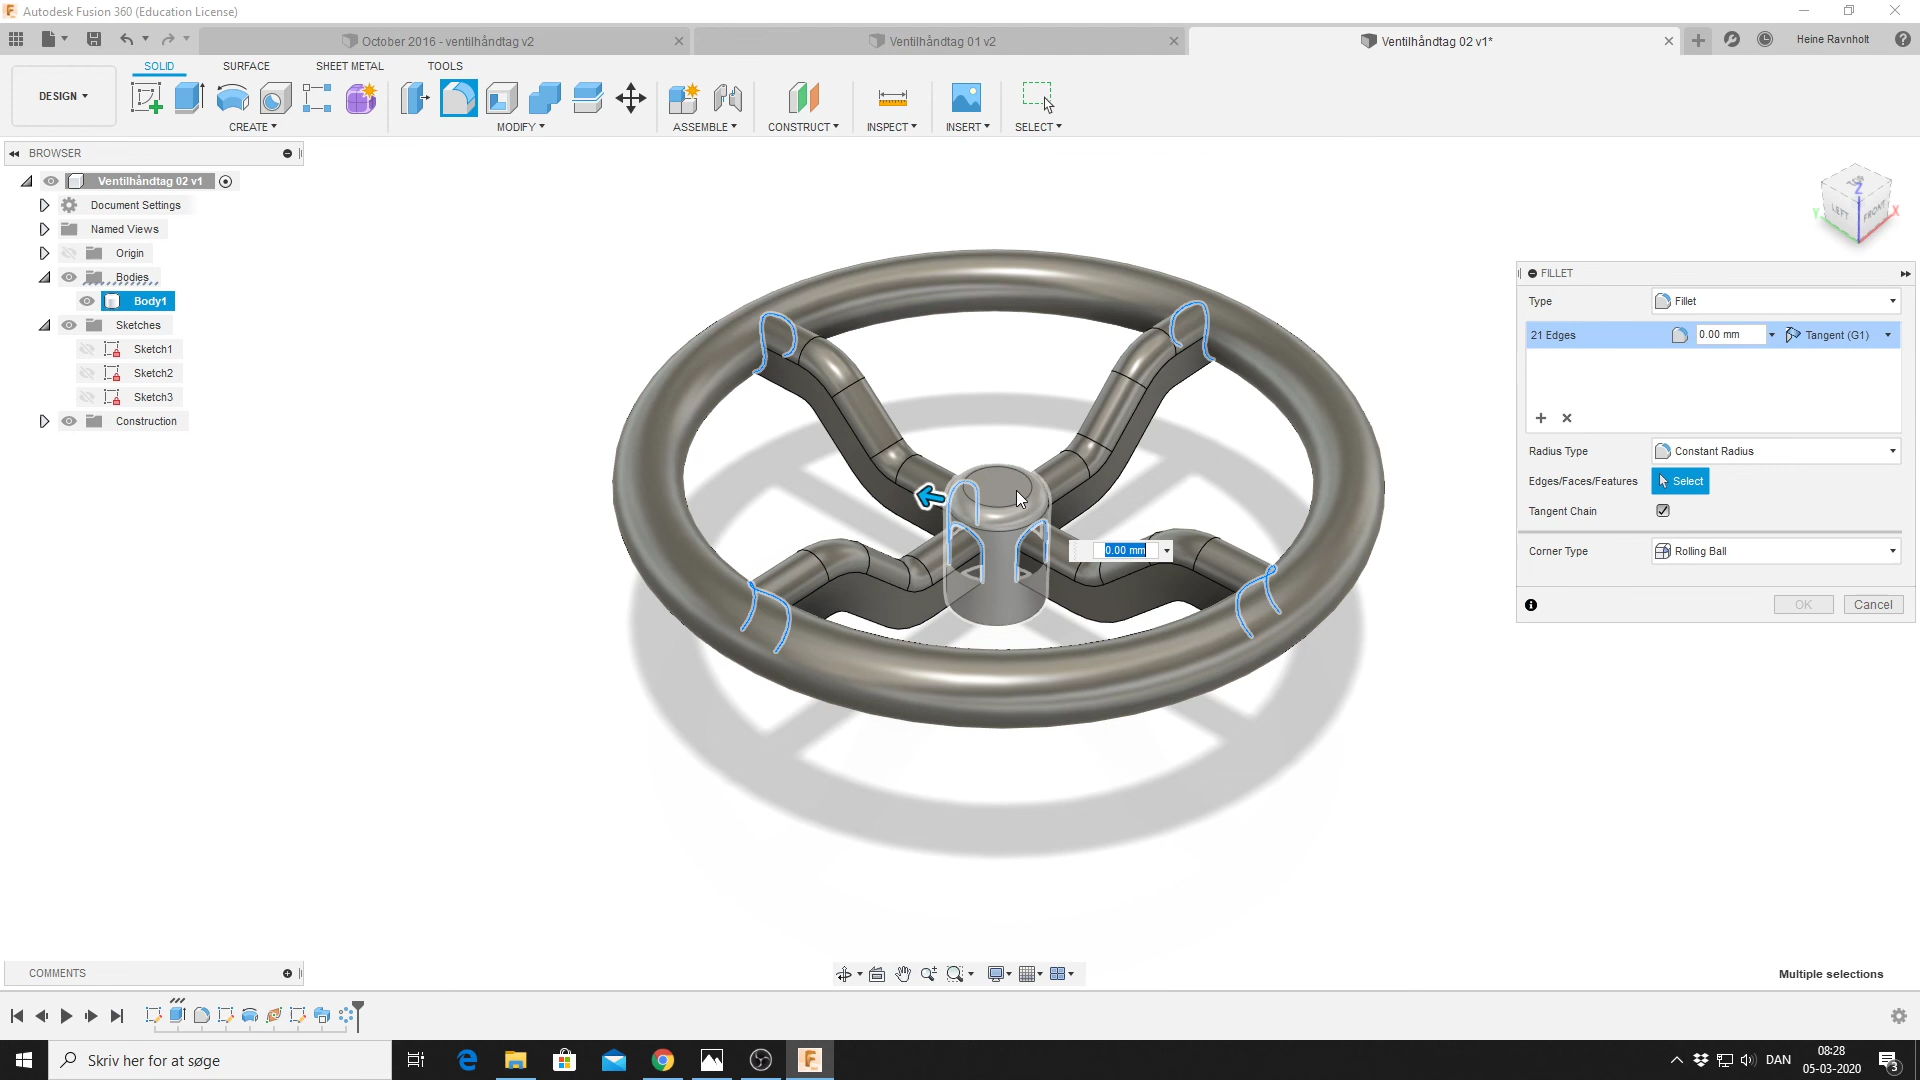 Autodesk Fusion 360 (Education License)
October 2016 - ventilhåndtag v2
Ventilhåndtag 01 v2
Ventilhåndtag 02 v1*
Heine Ravnholt
SOLID
SURFACE
SHEET METAL
TOOLS
DESIGN
CREATE
MODIFY
ASSEMBLE
CONSTRUCT
INSPECT
INSERT
SELECT
BROWSER
Ventilhåndtag 02 v1
Document Settings
Named Views
Origin
Bodies
Body1
Sketches
Sketch1
Sketch2
Sketch3
Construction
Z
LEFT
FRONT
Y
X
0.00 mm
FILLET
Type
Fillet
21 Edges
0.00 mm
Tangent (G1)
Radius Type
Constant Radius
Edges/Faces/Features
Select
Tangent Chain
Corner Type
Rolling Ball
OK
Cancel
COMMENTS
Multiple selections
Skriv her for at søge
DAN
08:28
05-03-2020
3